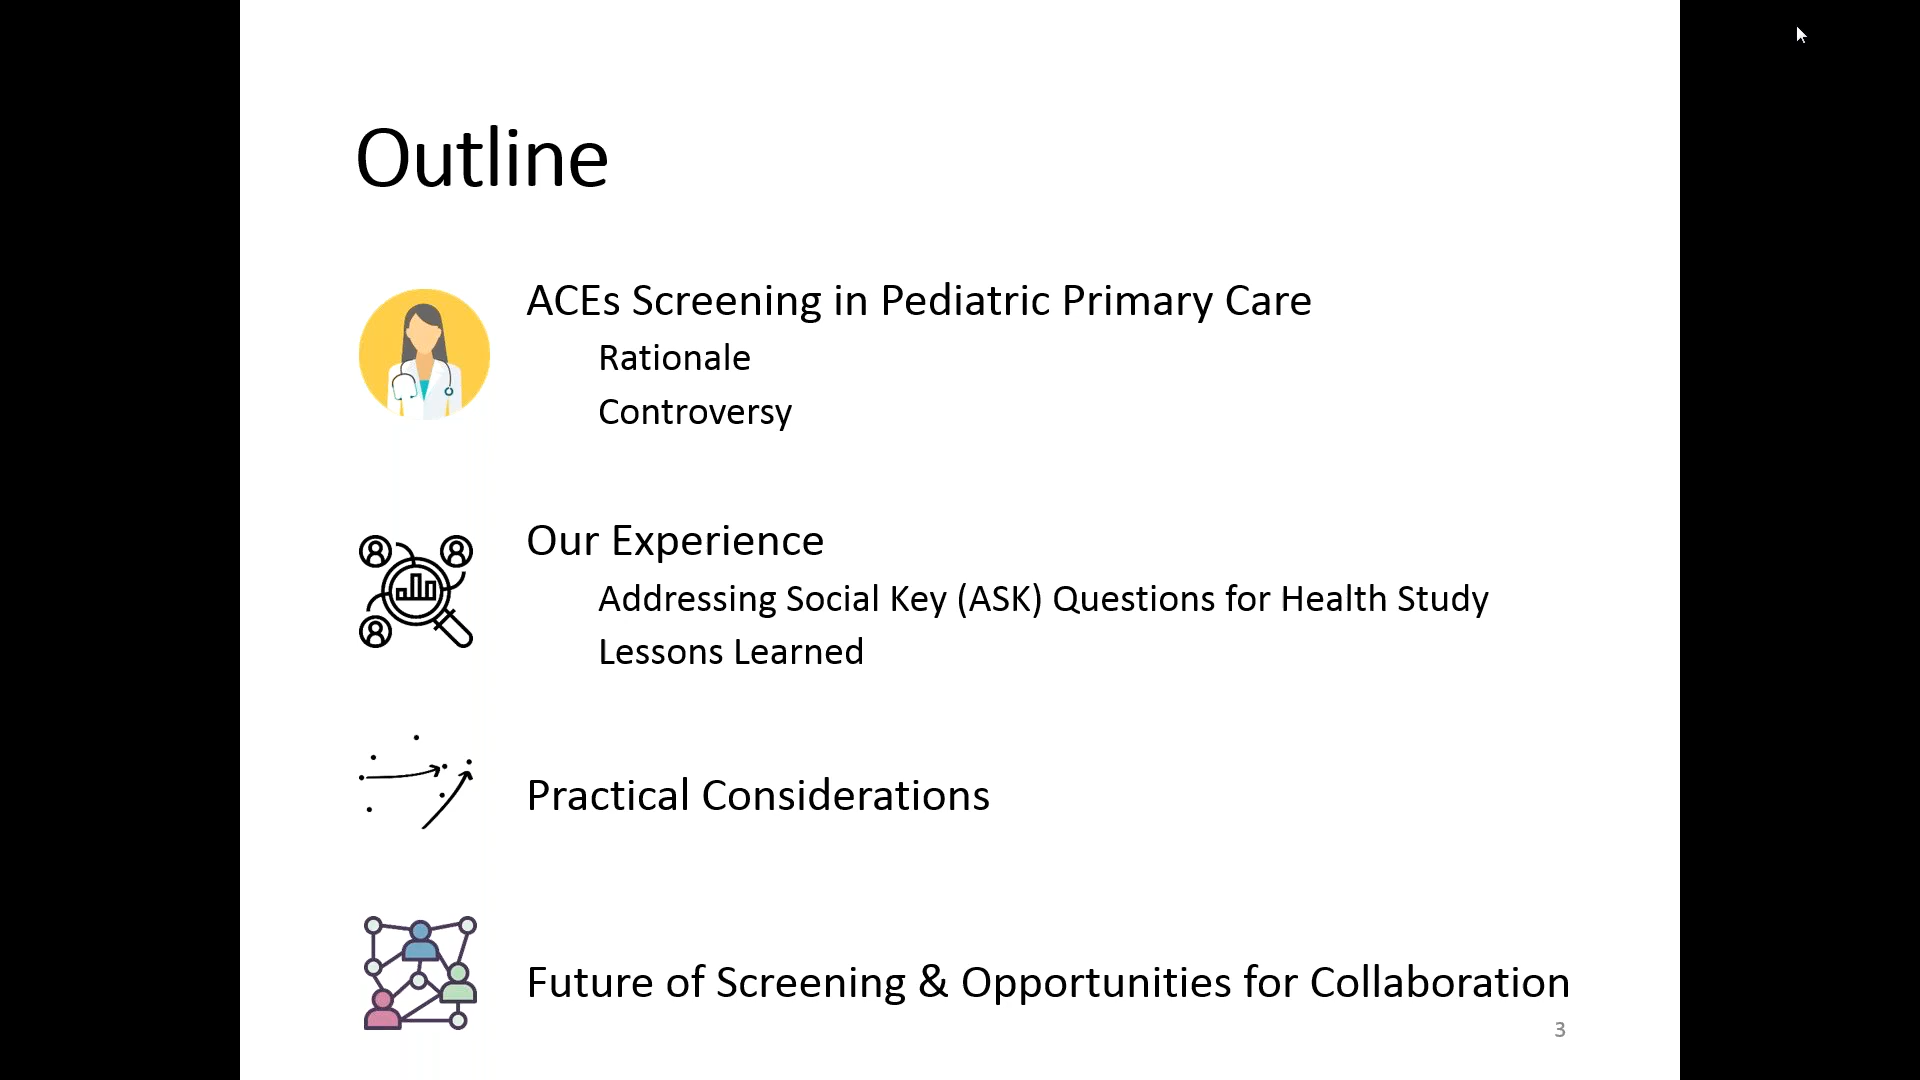 Outline
ACEs Screening in Pediatric Primary Care
Rationale
Controversy
Our Experience
Addressing Social Key (ASK) Questions for Health Study
Lessons Learned
Practical Considerations
Future of Screening & Opportunities for Collaboration
3